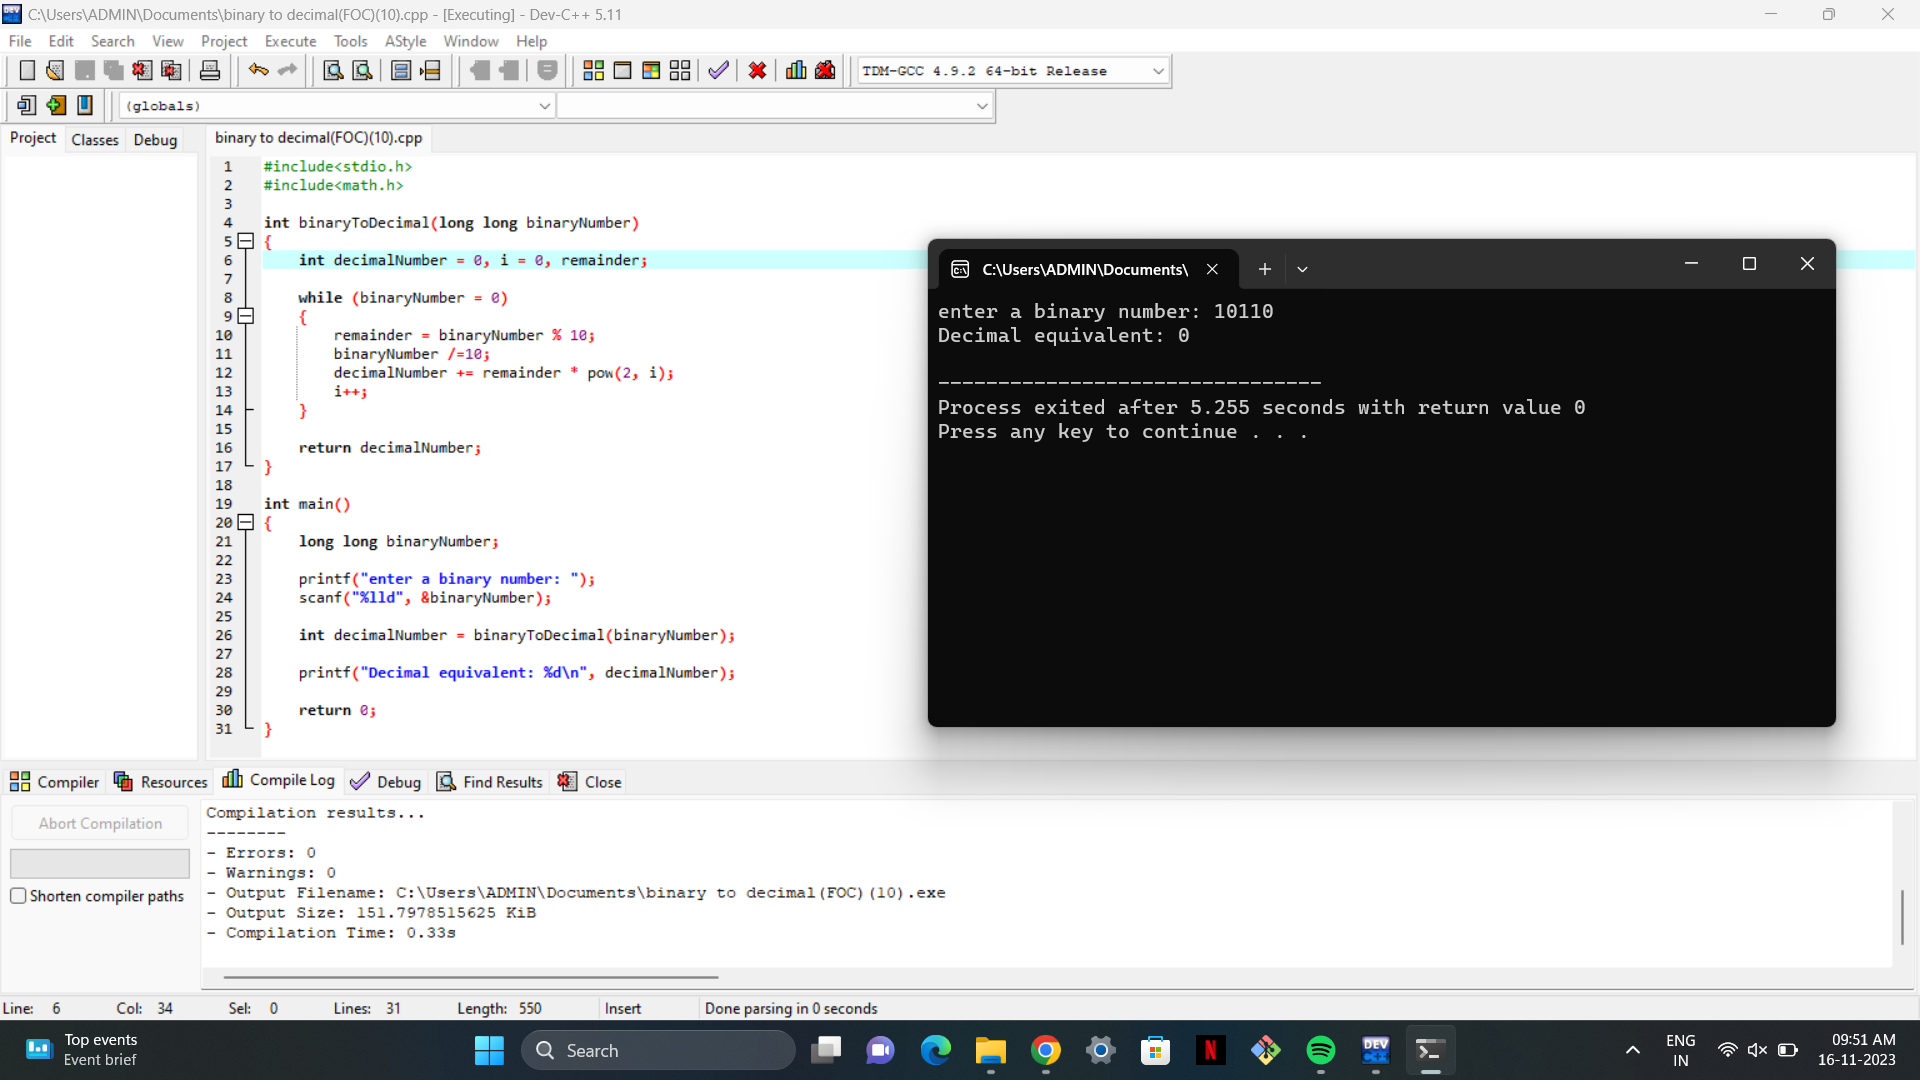 C:\Users\ADMIN\Documents\binary to decimal(FOC)(10).cpp - [Executing] - Dev-C++ 5.11
File Edit Search View Project Execute Tools AStyle Window Help
TDM-GCC 4.9.2 64-bit Release
(globals)
Project Classes Debug
binary to decimal(FOC)(10).cpp
1 #include<stdio.h>
2 #include<math.h>
3
4 int binaryToDecimal(long long binaryNumber)
5 {
6 int decimalNumber = 0, i = 0, remainder;
7
8 while (binaryNumber = 0)
9 {
10 remainder = binaryNumber % 10;
11 binaryNumber /=10;
12 decimalNumber += remainder * pow(2, i);
13 i++;
14 }
15
16 return decimalNumber;
17 }
18
19 int main()
20 {
21 long long binaryNumber;
22
23 printf("enter a binary number: ");
24 scanf("%lld", &binaryNumber);
25
26 int decimalNumber = binaryToDecimal(binaryNumber);
27
28 printf("Decimal equivalent: %d\n", decimalNumber);
29
30 return 0;
31 }
C:\Users\ADMIN\Documents\
enter a binary number: 10110
Decimal equivalent: 0
--------------------------------
Process exited after 5.255 seconds with return value 0
Press any key to continue . . .
Compiler Resources Compile Log Debug Find Results Close
Abort Compilation
Shorten compiler paths
Compilation results...
--------
- Errors: 0
- Warnings: 0
- Output Filename: C:\Users\ADMIN\Documents\binary to decimal(FOC)(10).exe
- Output Size: 151.7978515625 KiB
- Compilation Time: 0.33s
Line: 6 Col: 34 Sel: 0 Lines: 31 Length: 550 Insert Done parsing in 0 seconds
Top events
Event brief
Search
DEV
C++
ENG
IN
09:51 AM
16-11-2023